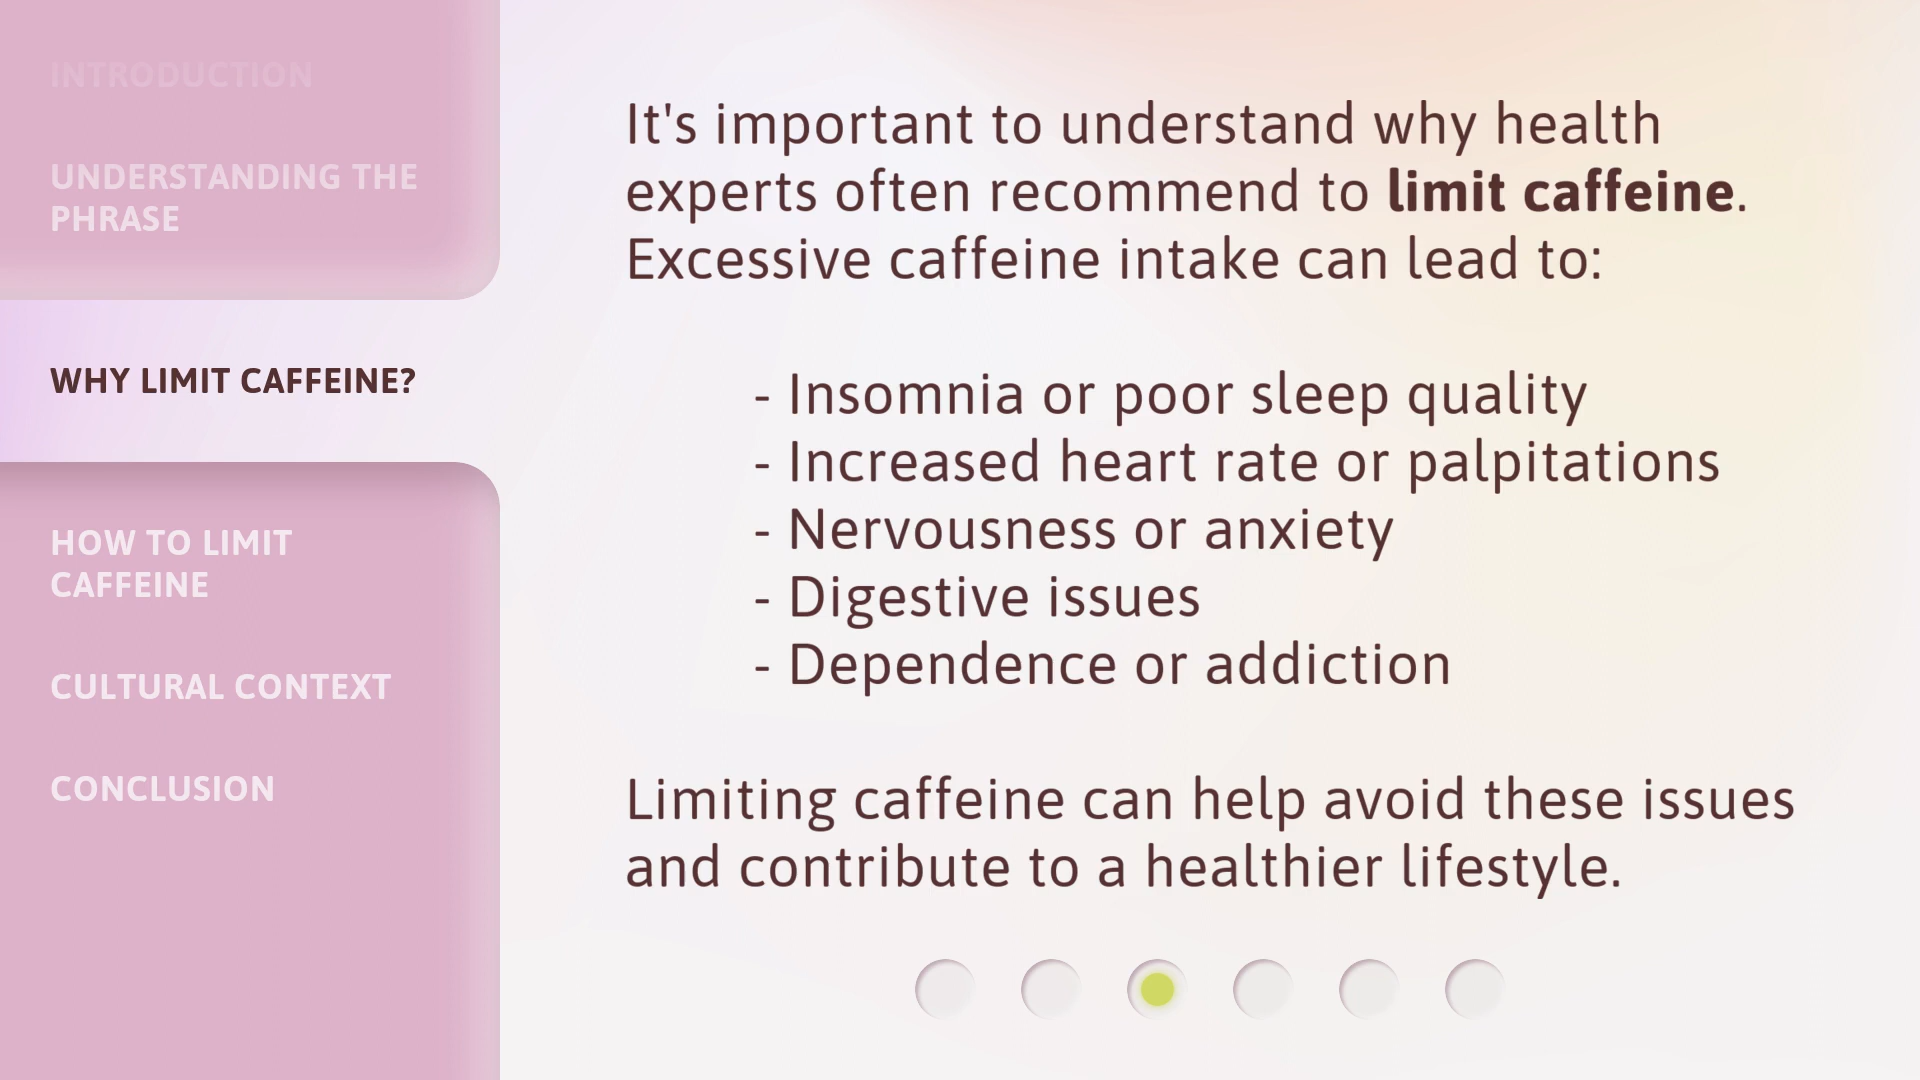 INTRODUCTION
UNDERSTANDING THE
PHRASE
WHY LIMIT CAFFEINE?
HOW TO LIMIT
CAFFEINE
CULTURAL CONTEXT
CONCLUSION
It's important to understand why health
experts often recommend to limit caffeine.
Excessive caffeine intake can lead to:
- Insomnia or poor sleep quality
- Increased heart rate or palpitations
- Nervousness or anxiety
- Digestive issues
- Dependence or addiction
Limiting caffeine can help avoid these issues
and contribute to a healthier lifestyle.